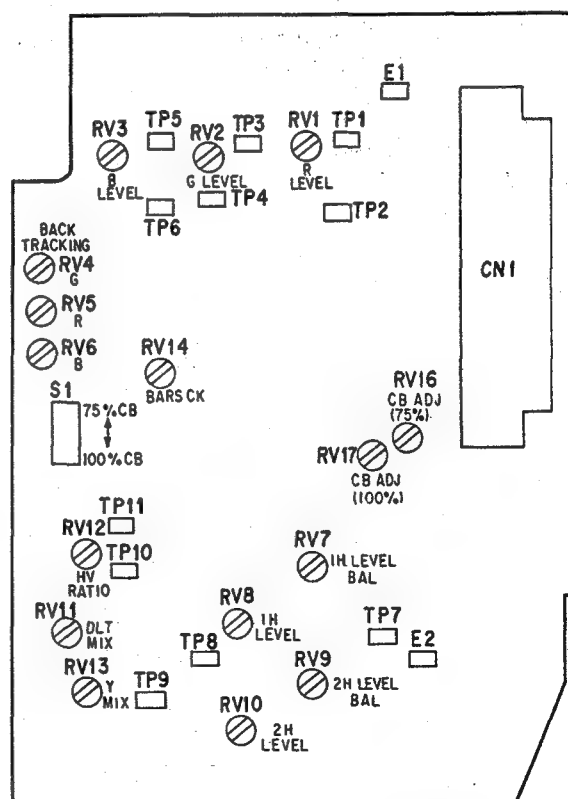 E1
TP5
RV3
RV2
TP3
RV1
TP1
B
LEVEL
G LEVEL
R
LEVEL
TP4
TP6
TP2
BACK
TRACKING
RV4
G
RV5
R
RV6
B
CN1
RV14
BARS CK
S1
75%CB
100%CB
RV16
CB ADJ
(75%)
RV17
CB ADJ
(100%)
TP11
RV12
TP10
HV
RATIO
RV7
1H LEVEL
BAL
RV8
1H
LEVEL
RV11
DLT
MIX
TP7
E2
TP8
RV13
Y
MIX
TP9
RV9
2H LEVEL
BAL
RV10
2H
LEVEL